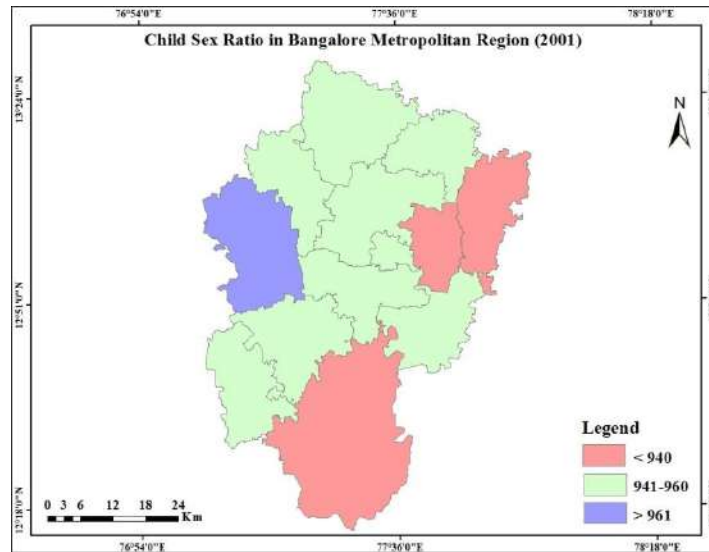 76°54'0"E 77°36'0"E 78°18'0"E
Child Sex Ratio in Bangalore Metropolitan Region (2001)
13°24'0"N
N
12°51'0"N
Legend
< 940
941-960
> 961
0 3 6 12 18 24
Km
12°18'0"N
76°54'0"E 77°36'0"E 78°18'0"E